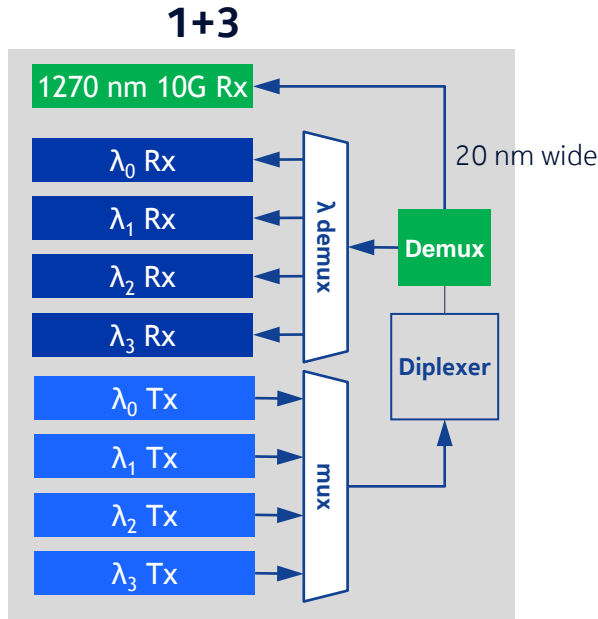 1+3
1270 nm 10G Rx
20 nm wide
λ₀ Rx
λ₁ Rx
λ₂ Rx
λ₃ Rx
λ demux
Demux
Diplexer
λ₀ Tx
λ₁ Tx
λ₂ Tx
λ₃ Tx
mux